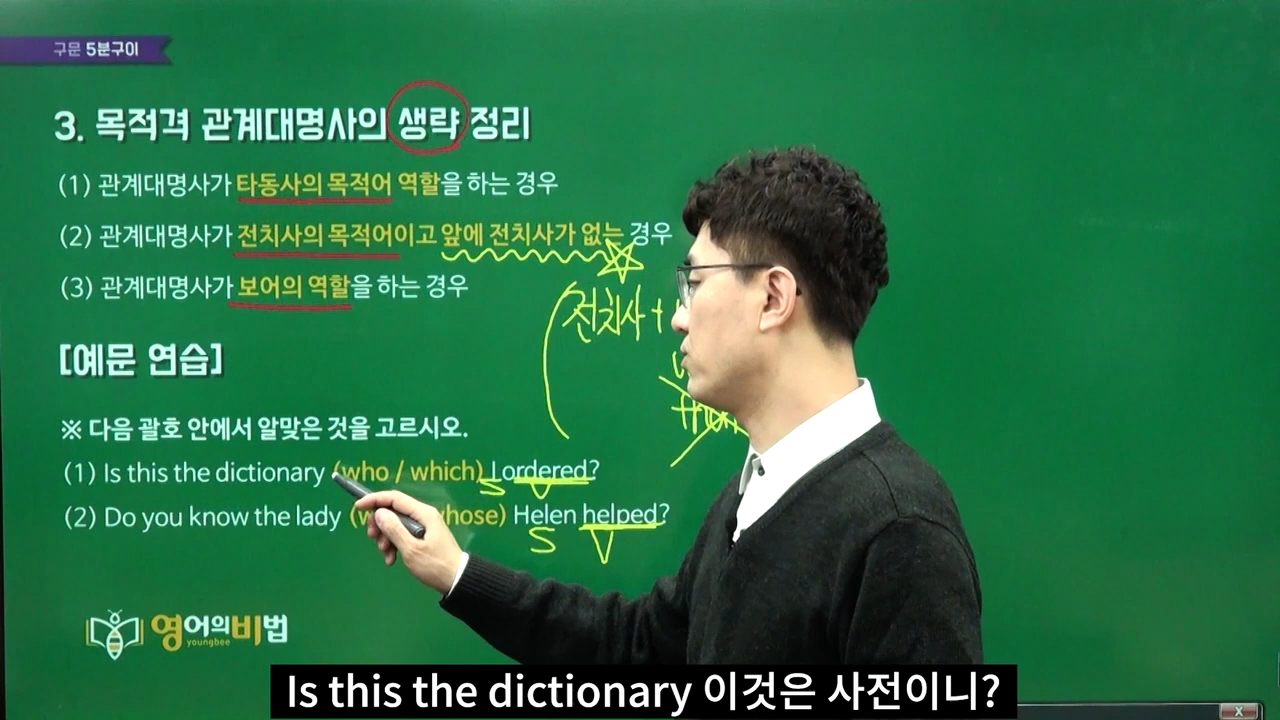 구문 5분구이
3. 목적격 관계대명사의 생략 정리
(1) 관계대명사가 타동사의 목적어 역할을 하는 경우
(2) 관계대명사가 전치사의 목적어이고 앞에 전치사가 없는 경우
(3) 관계대명사가 보어의 역할을 하는 경우
전치사 +
[예문 연습]
※ 다음 괄호 안에서 알맞은 것을 고르시오.
(1) Is this the dictionary (who / which) I ordered?
S V
(2) Do you know the lady Helen helped?
S V
영어의비법
youngbee
Is this the dictionary 이것은 사전이니?
X